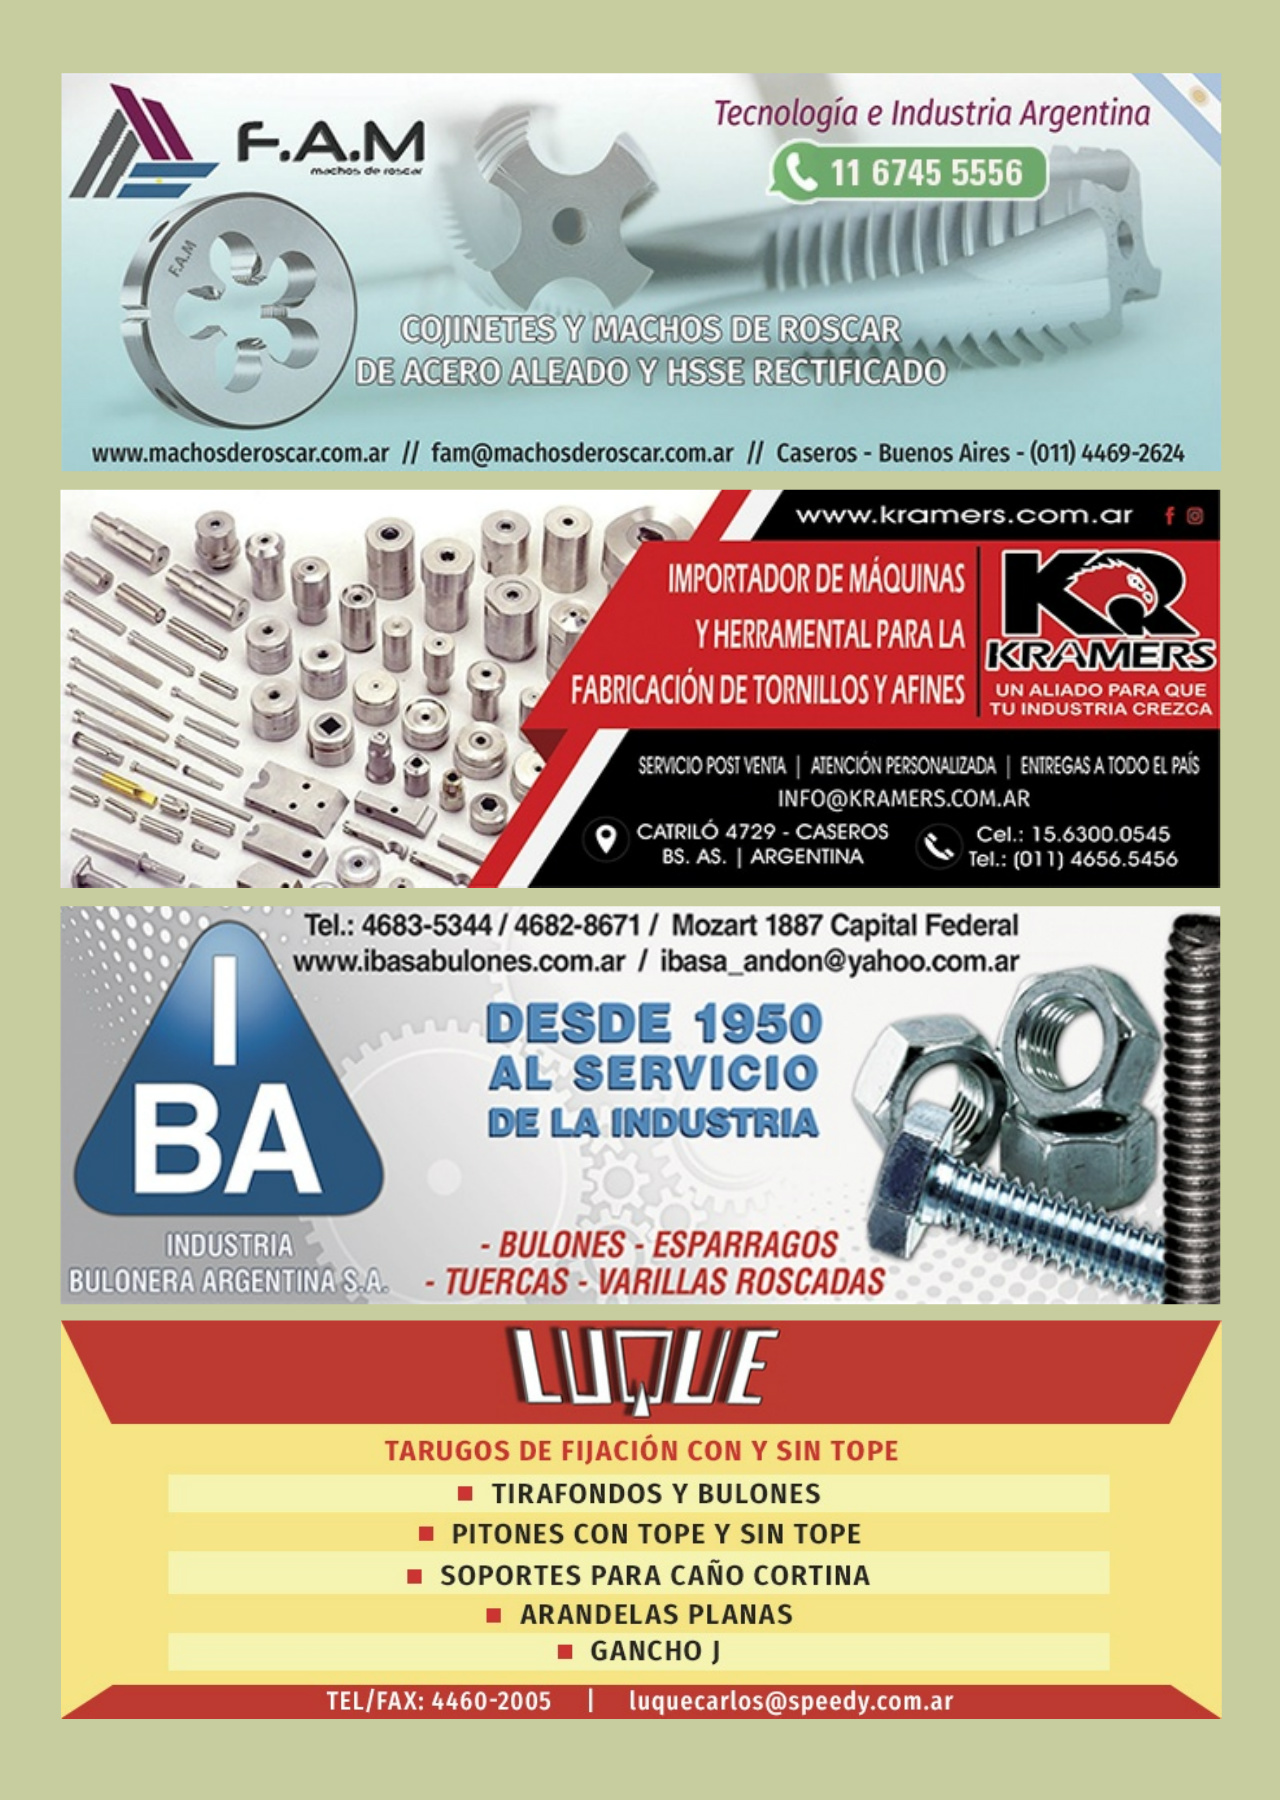 F.A.M
machos de roscar
Tecnología e Industria Argentina
11 6745 5556
F.A.M
COJINETES Y MACHOS DE ROSCAR
DE ACERO ALEADO Y HSSE RECTIFICADO
www.machosderoscar.com.ar // fam@machosderoscar.com.ar // Caseros - Buenos Aires - (011) 4469-2624
www.kramers.com.ar
IMPORTADOR DE MÁQUINAS
Y HERRAMENTAL PARA LA
FABRICACIÓN DE TORNILLOS Y AFINES
KR
KRAMERS
UN ALIADO PARA QUE
TU INDUSTRIA CREZCA
SERVICIO POST VENTA | ATENCIÓN PERSONALIZADA | ENTREGAS A TODO EL PAÍS
INFO@KRAMERS.COM.AR
CATRILÓ 4729 - CASEROS
BS. AS. | ARGENTINA
Cel.: 15.6300.0545
Tel.: (011) 4656.5456
Tel.: 4683-5344 / 4682-8671 / Mozart 1887 Capital Federal
www.ibasabulones.com.ar / ibasa_andon@yahoo.com.ar
I
BA
INDUSTRIA
BULONERA ARGENTINA S.A.
DESDE 1950
AL SERVICIO
DE LA INDUSTRIA
- BULONES - ESPARRAGOS
- TUERCAS - VARILLAS ROSCADAS
LUQUE
TARUGOS DE FIJACIÓN CON Y SIN TOPE
■ TIRAFONDOS Y BULONES
■ PITONES CON TOPE Y SIN TOPE
■ SOPORTES PARA CAÑO CORTINA
■ ARANDELAS PLANAS
■ GANCHO J
TEL/FAX: 4460-2005 | luquecarlos@speedy.com.ar